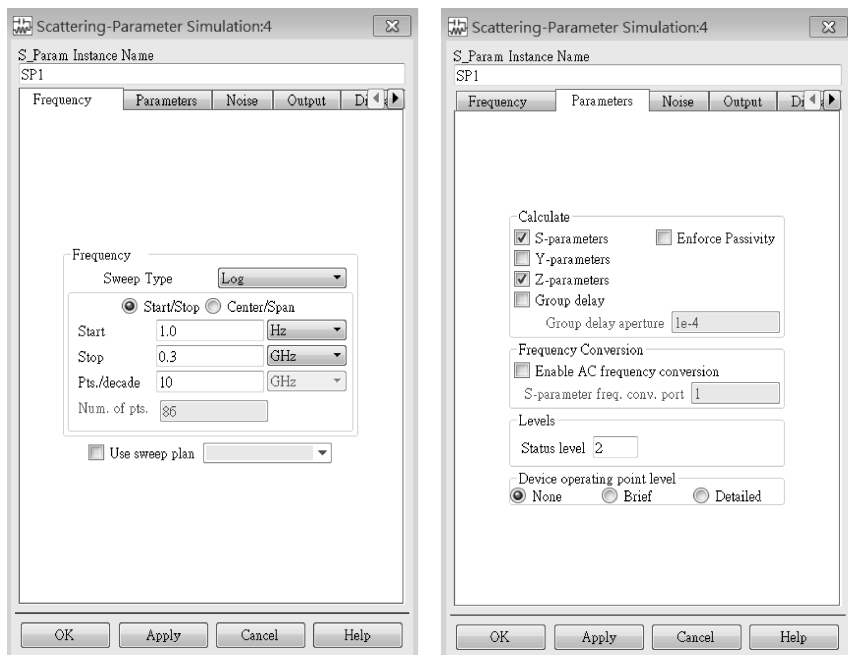 Scattering-Parameter Simulation:4
S_Param Instance Name
SP1
Frequency Parameters Noise Output
Frequency
Sweep Type Log
Start/Stop Center/Span
Start 1.0 Hz
Stop 0.3 GHz
Pts./decade 10 GHz
Num. of pts. 86
Use sweep plan
OK Apply Cancel Help
Scattering-Parameter Simulation:4
S_Param Instance Name
SP1
Frequency Parameters Noise Output
Calculate
S-parameters Enforce Passivity
Y-parameters
Z-parameters
Group delay
Group delay aperture 1e-4
Frequency Conversion
Enable AC frequency conversion
S-parameter freq. conv. port 1
Levels
Status level 2
Device operating point level
None Brief Detailed
OK Apply Cancel Help